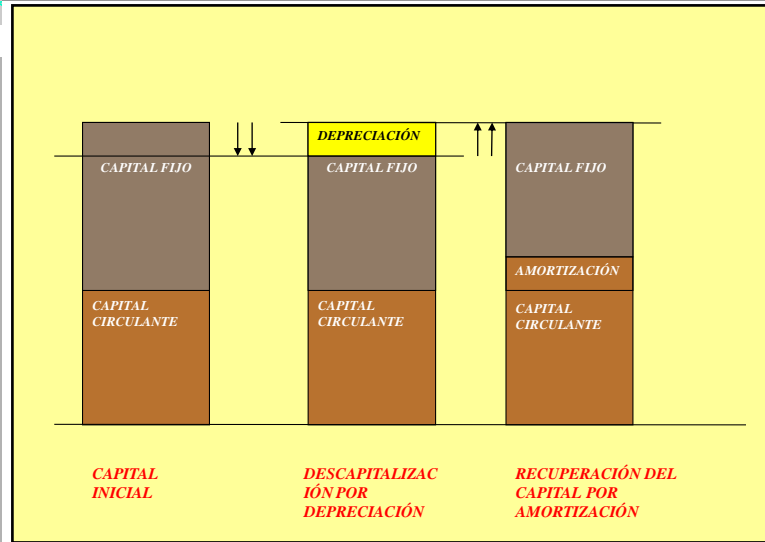 DEPRECIACIÓN
CAPITAL FIJO
CAPITAL FIJO
CAPITAL FIJO
AMORTIZACIÓN
CAPITAL
CIRCULANTE
CAPITAL
CIRCULANTE
CAPITAL
CIRCULANTE
CAPITAL
INICIAL
DESCAPITALIZAC
IÓN POR
DEPRECIACIÓN
RECUPERACIÓN DEL
CAPITAL POR
AMORTIZACIÓN